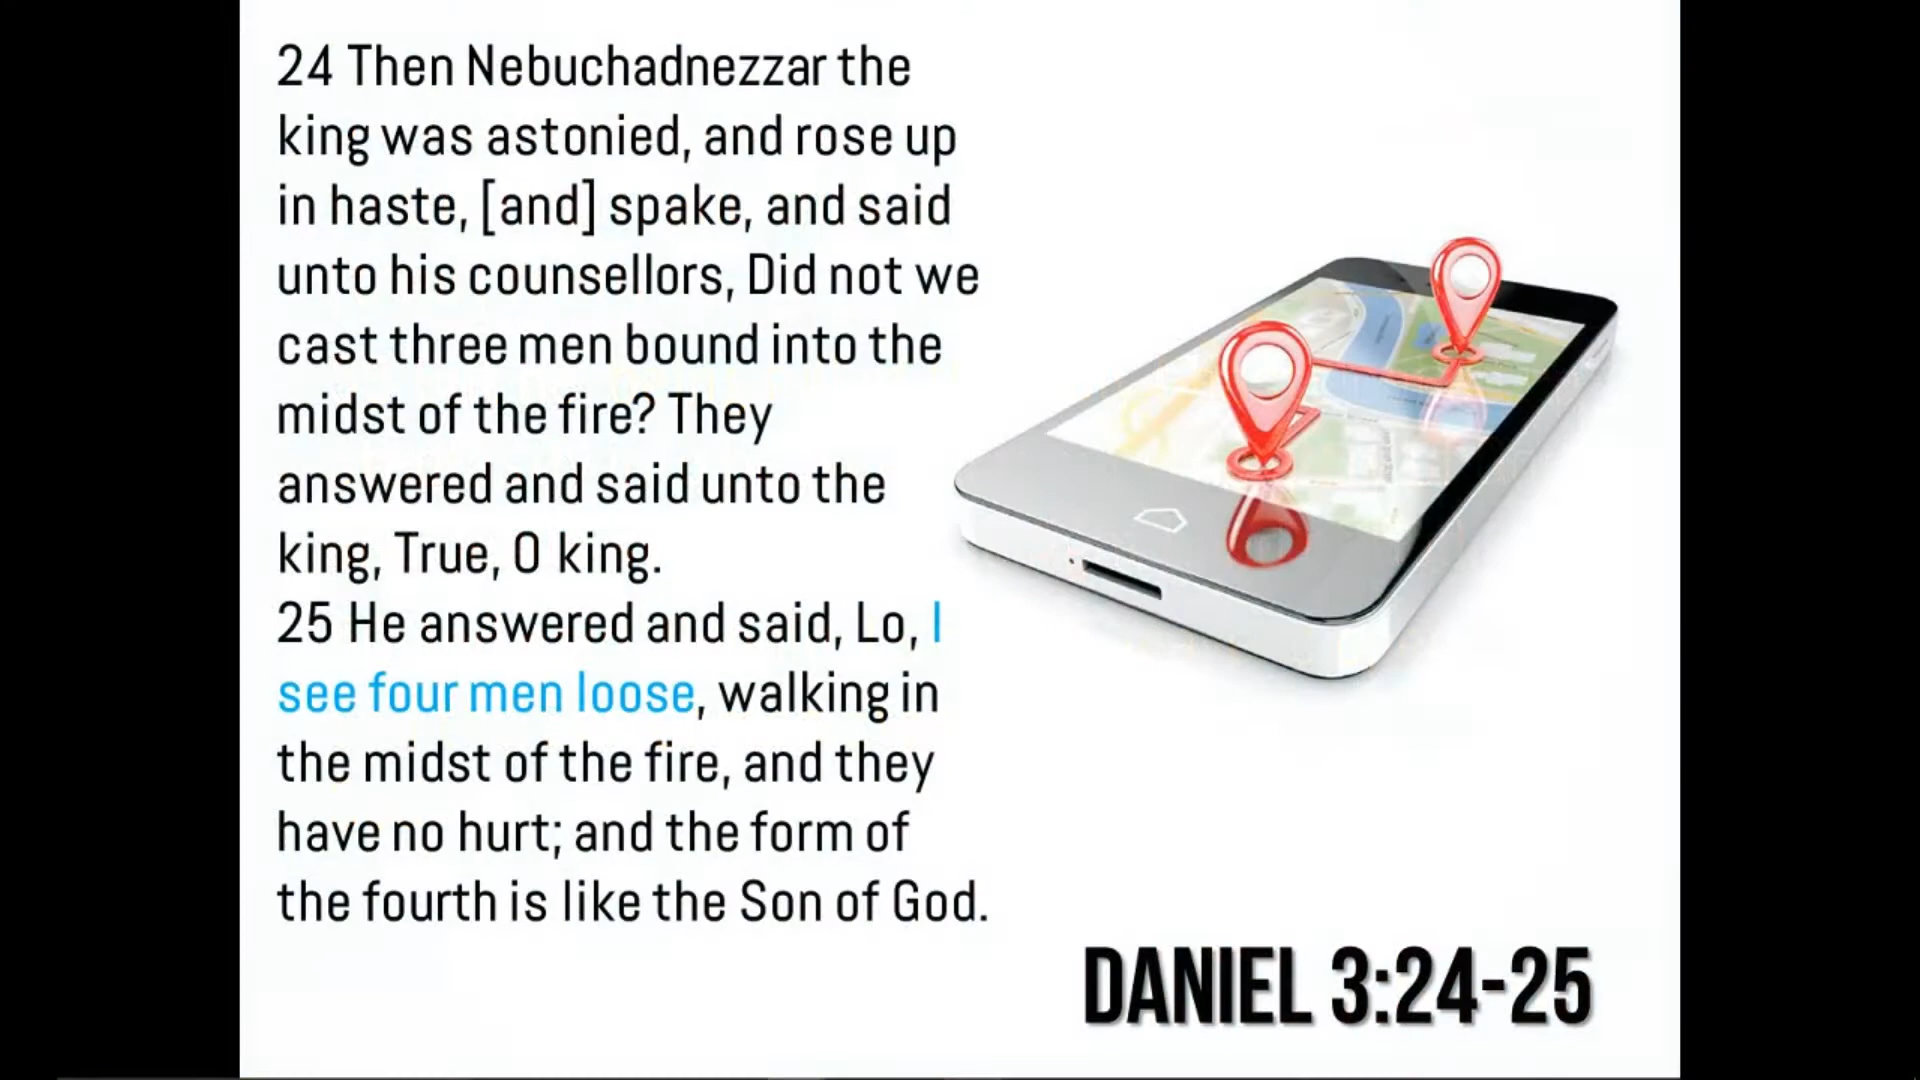 24 Then Nebuchadnezzar the
king was astonied, and rose up
in haste, [and] spake, and said
unto his counsellors, Did not we
cast three men bound into the
midst of the fire? They
answered and said unto the
king, True, O king.
25 He answered and said, Lo, I
see four men loose, walking in
the midst of the fire, and they
have no hurt; and the form of
the fourth is like the Son of God.
DANIEL 3:24-25